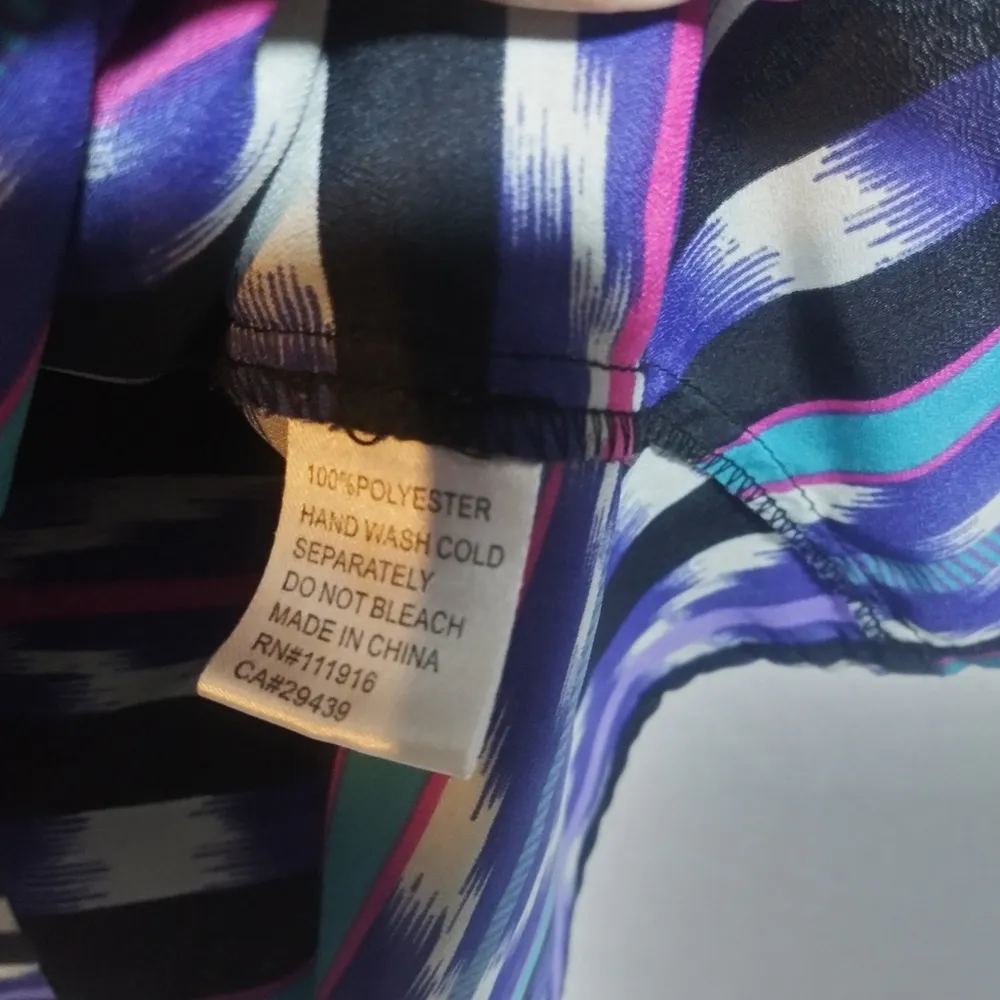 100%POLYESTER
HAND WASH COLD
SEPARATELY
DO NOT BLEACH
MADE IN CHINA
RN#111916
CA#29439